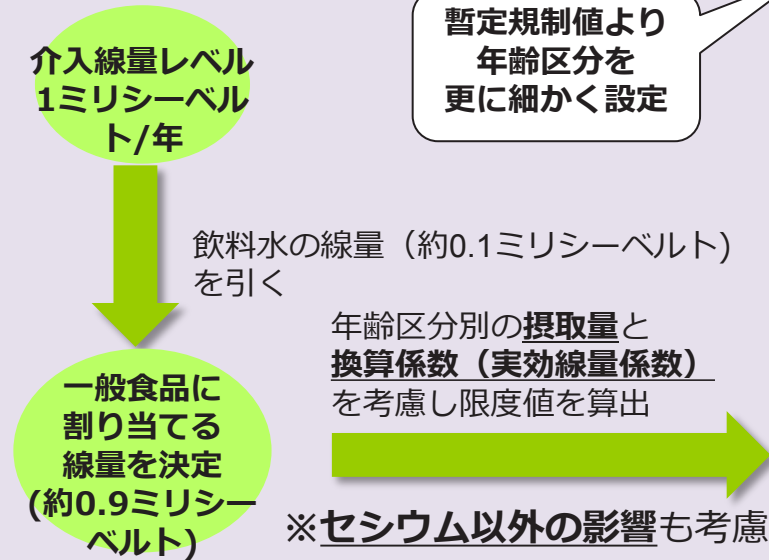 介入線量レベル
1ミリシーベル
ト/年
暫定規制値より
年齢区分を
更に細かく設定
飲料水の線量（約0.1ミリシーベルト)
を引く
年齢区分別の摂取量と
換算係数（実効線量係数）
を考慮し限度値を算出
一般食品に
割り当てる
線量を決定
(約0.9ミリシー
ベルト)
※セシウム以外の影響も考慮